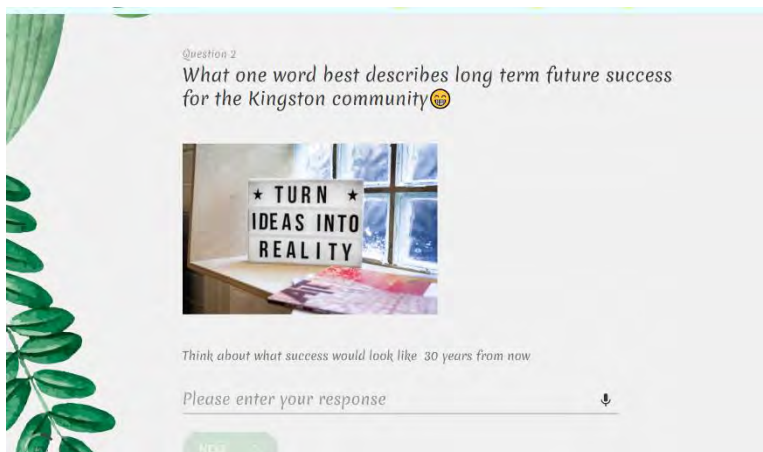 Question 2
What one word best describes long term future success
for the Kingston community😁
★ TURN ★
IDEAS INTO
REALITY
Think about what success would look like 30 years from now
Please enter your response